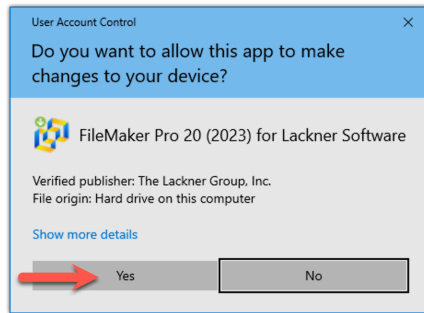 User Account Control
Do you want to allow this app to make
changes to your device?
FileMaker Pro 20 (2023) for Lackner Software
Verified publisher: The Lackner Group, Inc.
File origin: Hard drive on this computer
Show more details
Yes
No